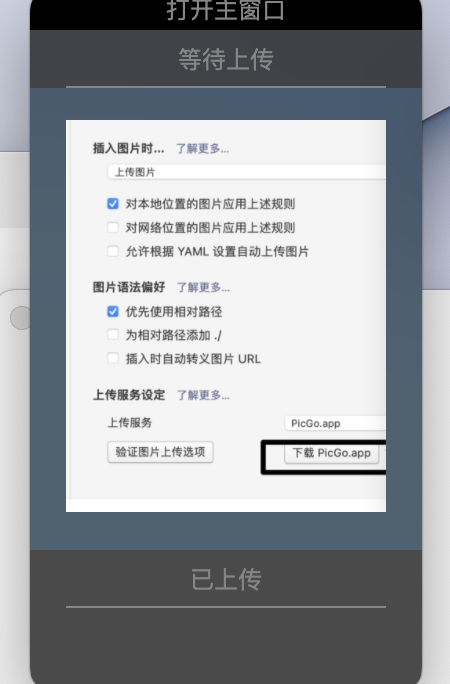 打开主窗口
等待上传
插入图片时... 了解更多...
上传图片
对本地位置的图片应用上述规则
对网络位置的图片应用上述规则
允许根据 YAML 设置自动上传图片
图片语法偏好 了解更多...
优先使用相对路径
为相对路径添加 ./
插入时自动转义图片 URL
上传服务设定 了解更多...
上传服务 PicGo.app
验证图片上传选项 下载 PicGo.app
已上传